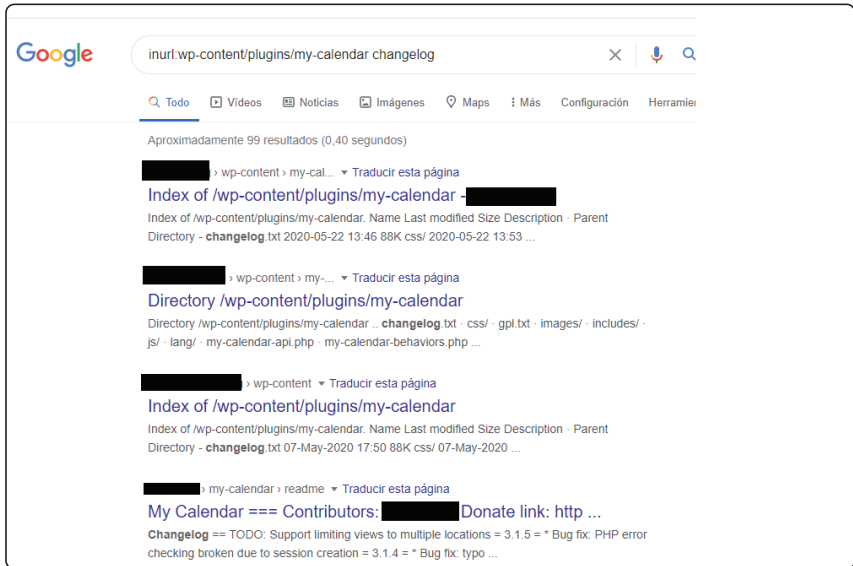 Google
inurl:wp-content/plugins/my-calendar changelog
Todo Vídeos Noticias Imágenes Maps Más Configuración Herramien
Aproximadamente 99 resultados (0,40 segundos)
› wp-content › my-cal... Traducir esta página
Index of /wp-content/plugins/my-calendar -
Index of /wp-content/plugins/my-calendar. Name Last modified Size Description · Parent
Directory - changelog.txt 2020-05-22 13:46 88K css/ 2020-05-22 13:53 ...
› wp-content › my-... Traducir esta página
Directory /wp-content/plugins/my-calendar
Directory /wp-content/plugins/my-calendar .. changelog.txt · css/ · gpl.txt · images/ · includes/ ·
js/ · lang/ · my-calendar-api.php · my-calendar-behaviors.php ...
› wp-content Traducir esta página
Index of /wp-content/plugins/my-calendar
Index of /wp-content/plugins/my-calendar. Name Last modified Size Description · Parent
Directory - changelog.txt 07-May-2020 17:50 88K css/ 07-May-2020 ...
› my-calendar › readme Traducir esta página
My Calendar === Contributors: Donate link: http ...
Changelog == TODO: Support limiting views to multiple locations = 3.1.5 = * Bug fix: PHP error
checking broken due to session creation = 3.1.4 = * Bug fix: typo ...